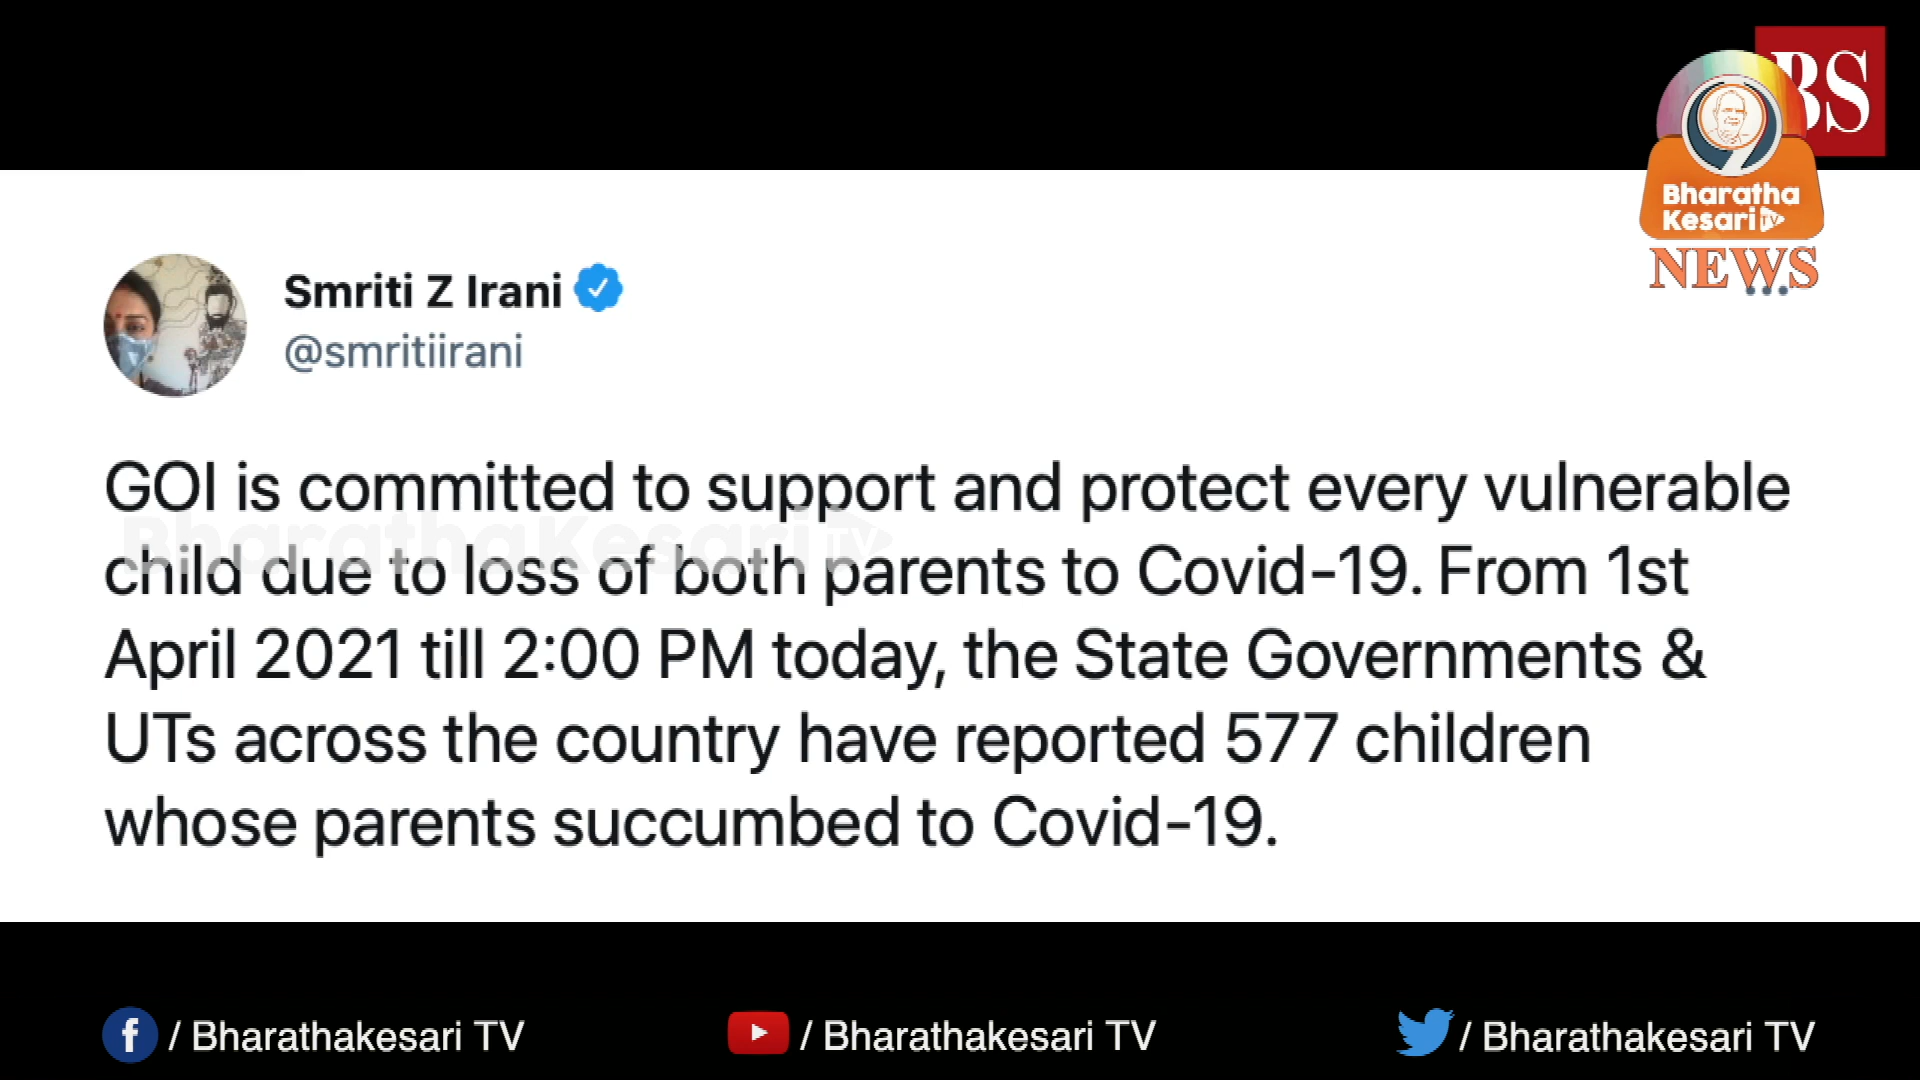 BS
Bharatha
Kesari TV
NEWS
Smriti Z Irani
@smritiirani
GOI is committed to support and protect every vulnerable
child due to loss of both parents to Covid-19. From 1st
April 2021 till 2:00 PM today, the State Governments &
UTs across the country have reported 577 children
whose parents succumbed to Covid-19.
BharathaKesari TV
/ Bharathakesari TV
/ Bharathakesari TV
/ Bharathakesari TV